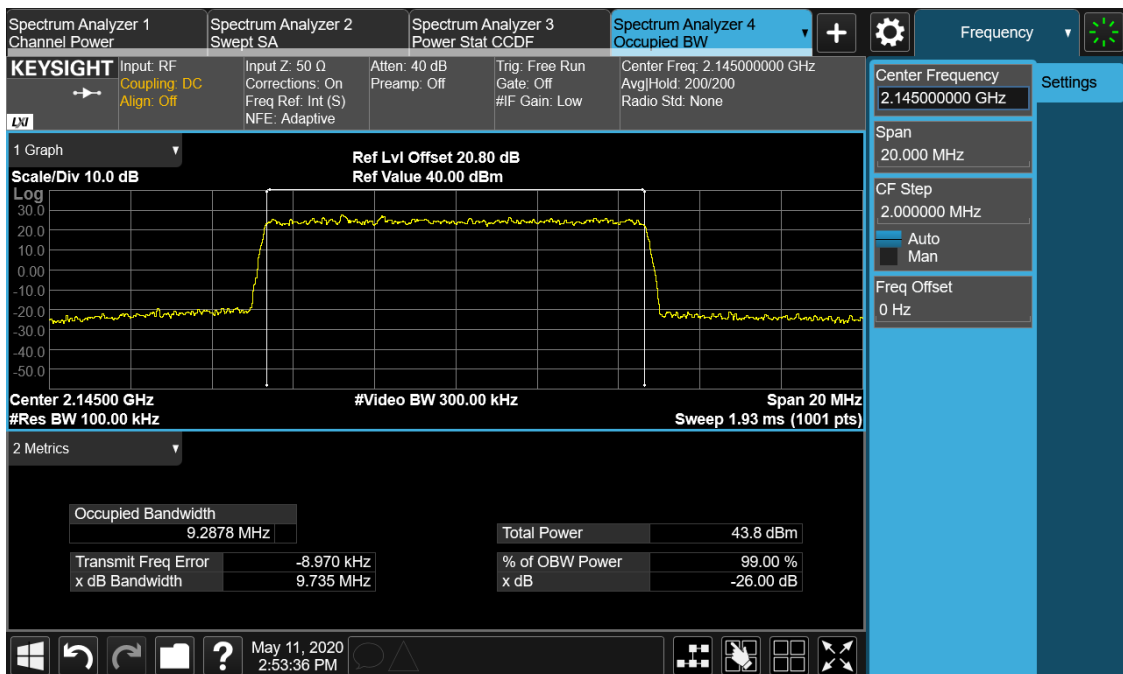 Spectrum Analyzer 1
Channel Power
Spectrum Analyzer 2
Swept SA
Spectrum Analyzer 3
Power Stat CCDF
Spectrum Analyzer 4
Occupied BW
Frequency
KEYSIGHT
LXI
Input: RF
Coupling: DC
Align: Off
Input Z: 50 Ω
Corrections: On
Freq Ref: Int (S)
NFE: Adaptive
Atten: 40 dB
Preamp: Off
Trig: Free Run
Gate: Off
#IF Gain: Low
Center Freq: 2.145000000 GHz
Avg|Hold: 200/200
Radio Std: None
Center Frequency
2.145000000 GHz
Settings
Span
20.000 MHz
CF Step
2.000000 MHz
Auto
Man
Freq Offset
0 Hz
1 Graph
Scale/Div 10.0 dB
Ref Lvl Offset 20.80 dB
Ref Value 40.00 dBm
Log
30.0
20.0
10.0
0.00
-10.0
-20.0
-30.0
-40.0
-50.0
Center 2.14500 GHz
#Res BW 100.00 kHz
#Video BW 300.00 kHz
Span 20 MHz
Sweep 1.93 ms (1001 pts)
2 Metrics
Occupied Bandwidth
9.2878 MHz
Total Power 43.8 dBm
Transmit Freq Error -8.970 kHz
% of OBW Power 99.00 %
x dB Bandwidth 9.735 MHz
x dB -26.00 dB
?
May 11, 2020
2:53:36 PM